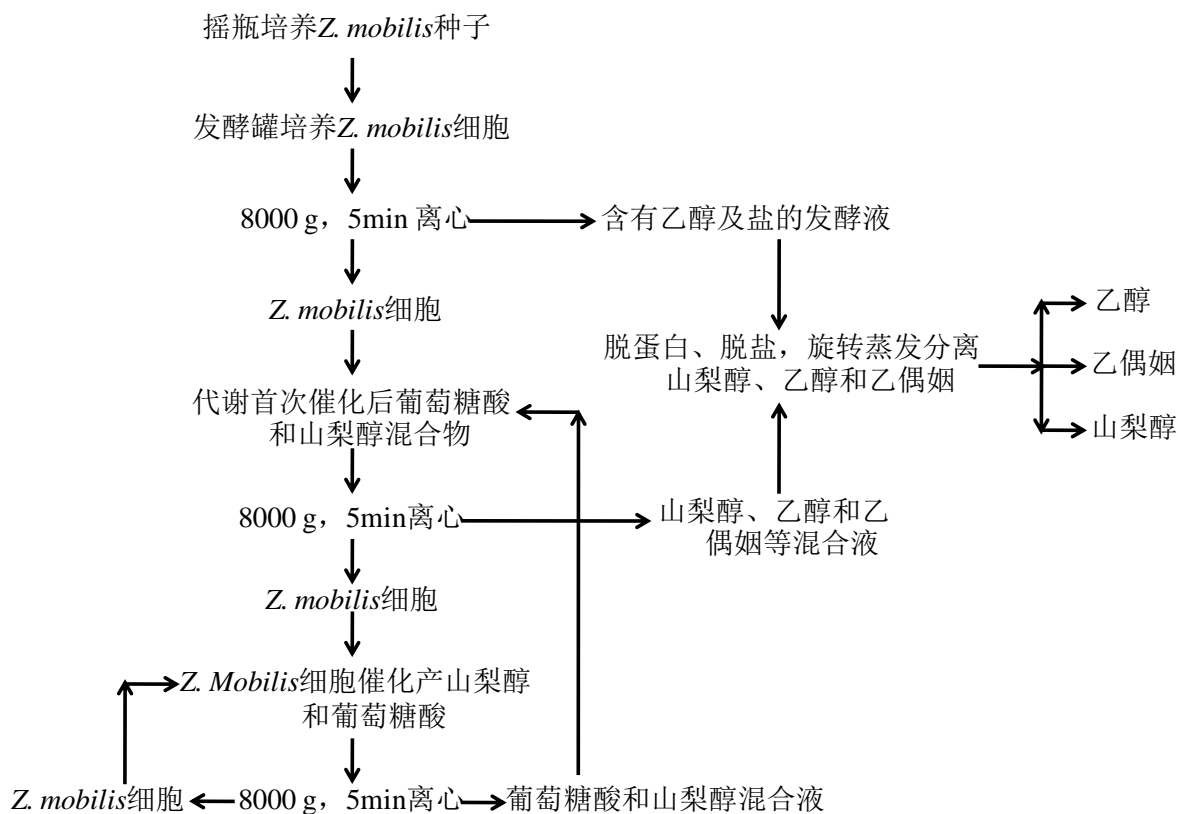 摇瓶培养Z. mobilis种子
发酵罐培养Z. mobilis细胞
8000 g，5min 离心
含有乙醇及盐的发酵液
Z. mobilis细胞
脱蛋白、脱盐，旋转蒸发分离
山梨醇、乙醇和乙偶姻
乙醇
乙偶姻
山梨醇
代谢首次催化后葡萄糖酸
和山梨醇混合物
8000 g，5min离心
山梨醇、乙醇和乙
偶姻等混合液
Z. mobilis细胞
Z. Mobilis细胞催化产山梨醇
和葡萄糖酸
Z. mobilis细胞
8000 g，5min离心
葡萄糖酸和山梨醇混合液